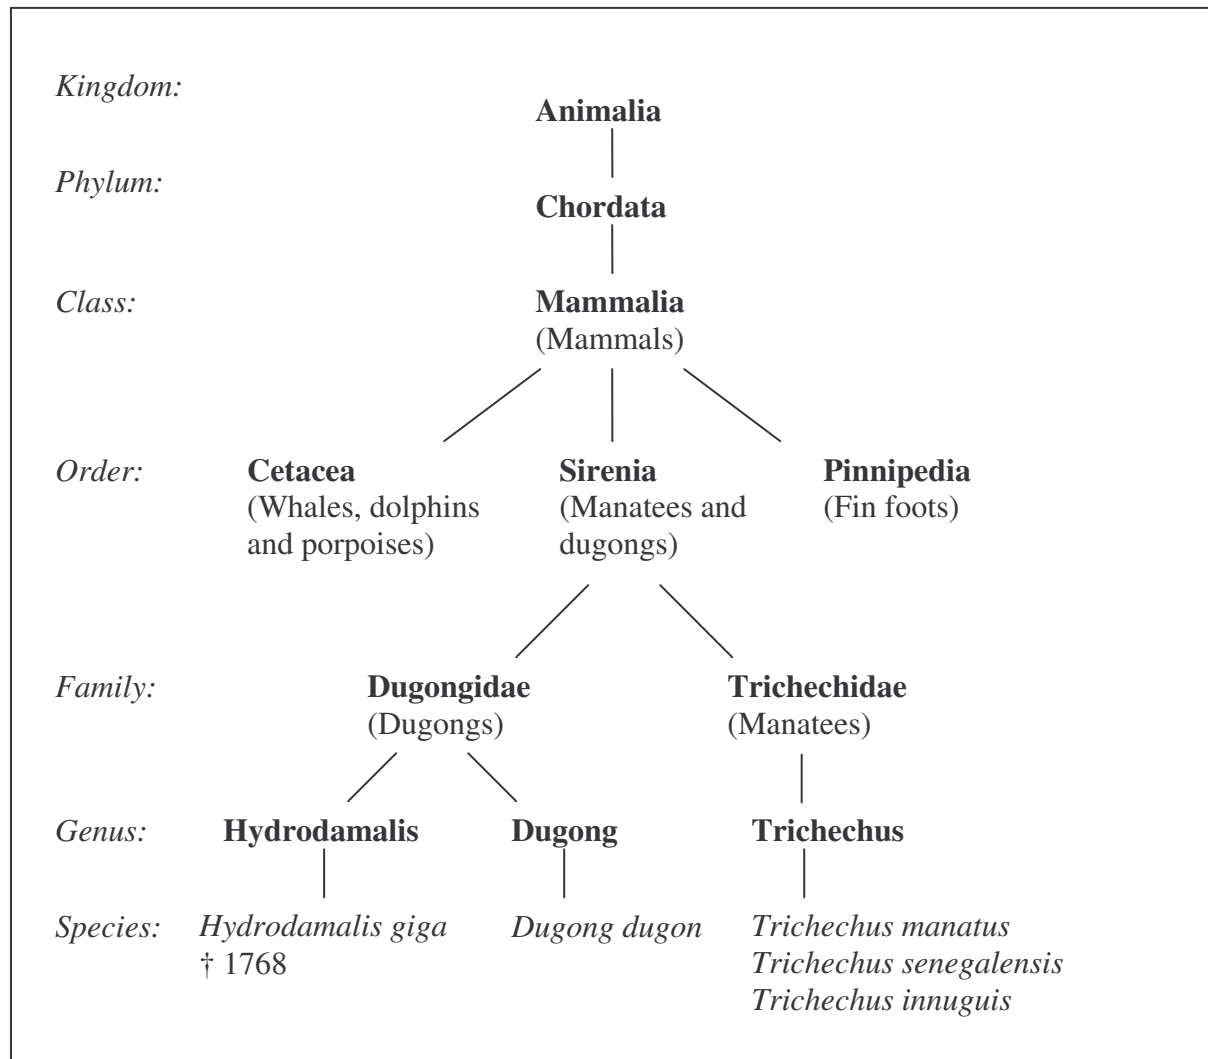 Kingdom:
Animalia
Phylum:
Chordata
Class: Mammalia
(Mammals)
Order: Cetacea Sirenia Pinnipedia
(Whales, dolphins (Manatees and (Fin foots)
and porpoises) dugongs)
Family: Dugongidae Trichechidae
(Dugongs) (Manatees)
Genus: Hydrodamalis Dugong Trichechus
Species: Hydrodamalis giga Dugong dugon Trichechus manatus
† 1768 Trichechus senegalensis
Trichechus innuguis